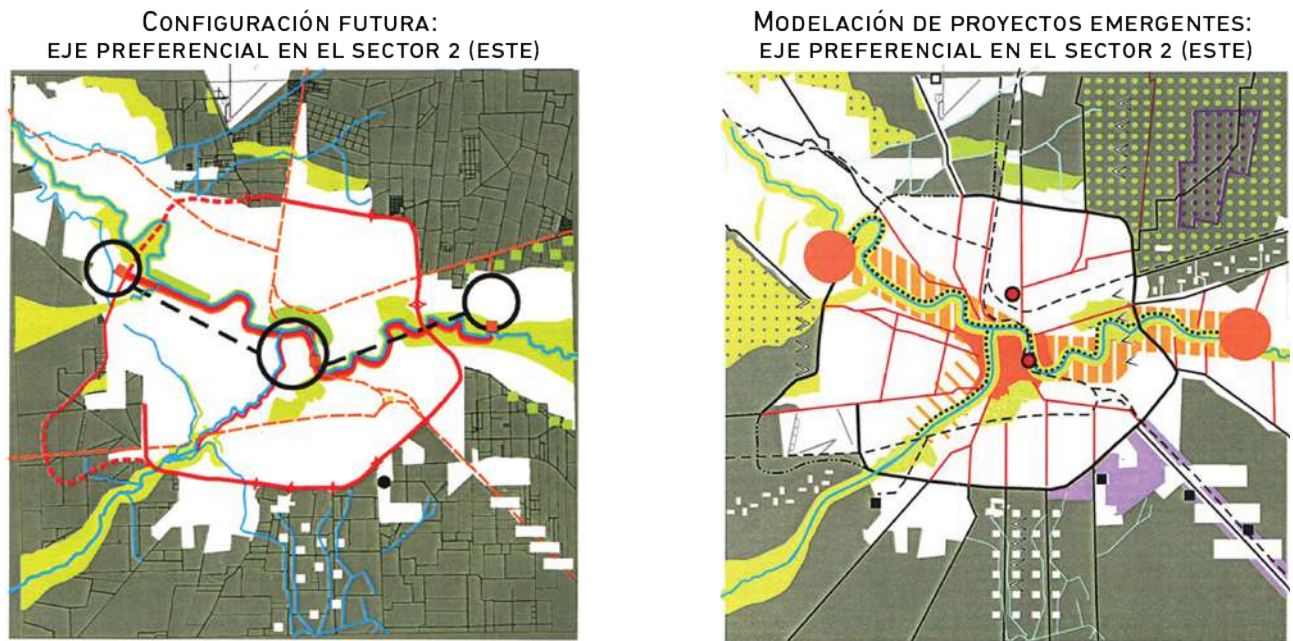 CONFIGURACIÓN FUTURA:
EJE PREFERENCIAL EN EL SECTOR 2 (ESTE)
MODELACIÓN DE PROYECTOS EMERGENTES:
EJE PREFERENCIAL EN EL SECTOR 2 (ESTE)